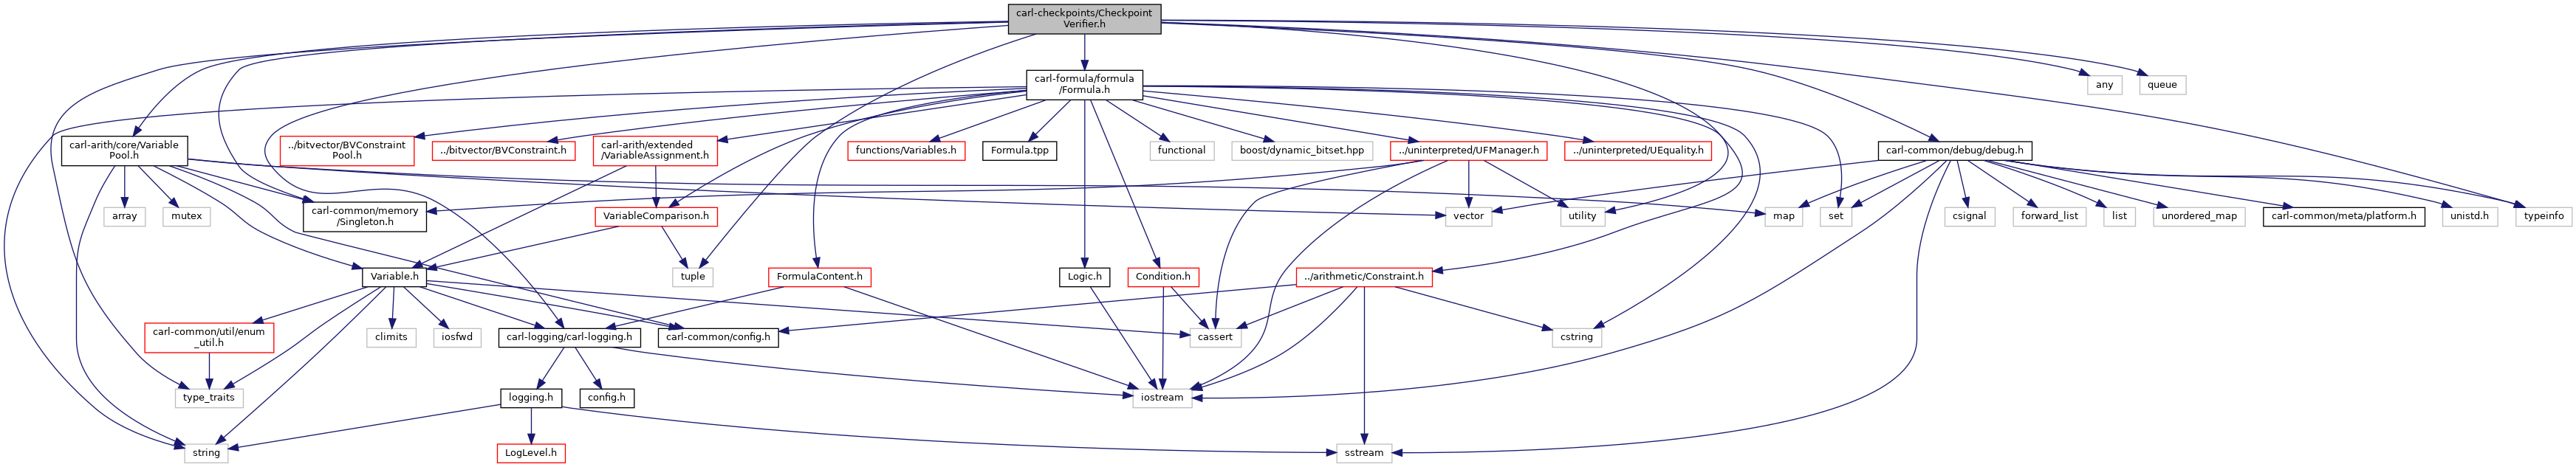 carl-checkpoints/Checkpoint
Verifier.h
carl-formula/formula
/Formula.h
any
queue
carl-arith/core/Variable
Pool.h
../bitvector/BVConstraint
Pool.h
../bitvector/BVConstraint.h
carl-arith/extended
/VariableAssignment.h
functions/Variables.h
Formula.tpp
functional
boost/dynamic_bitset.hpp
../uninterpreted/UFManager.h
../uninterpreted/UEquality.h
carl-common/debug/debug.h
array
mutex
carl-common/memory
/Singleton.h
VariableComparison.h
vector
utility
map
set
csignal
forward_list
list
unordered_map
carl-common/meta/platform.h
unistd.h
typeinfo
Variable.h
tuple
FormulaContent.h
Logic.h
Condition.h
../arithmetic/Constraint.h
carl-common/util/enum
_util.h
climits
iosfwd
carl-logging/carl-logging.h
carl-common/config.h
cassert
cstring
type_traits
logging.h
config.h
iostream
string
LogLevel.h
sstream